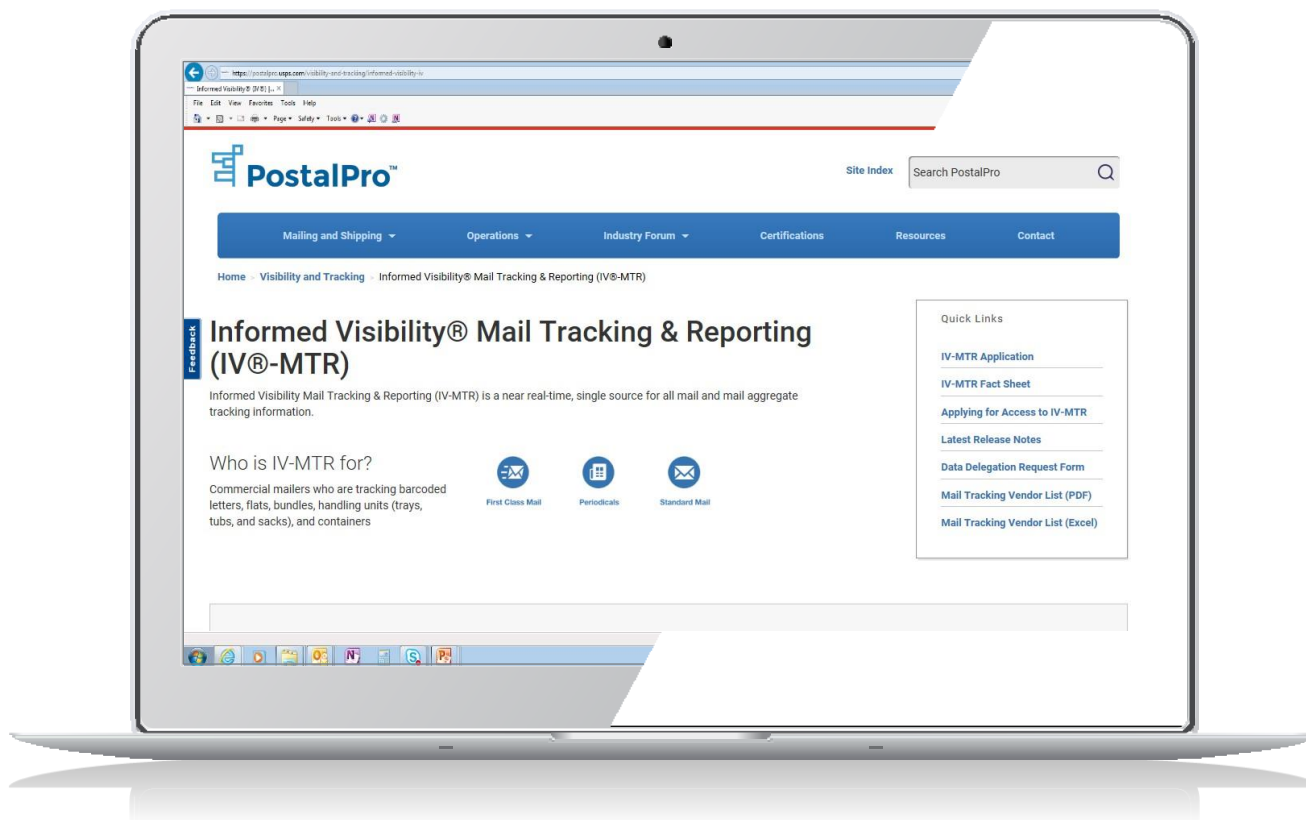 https://postalpro.usps.com/visibility-and-tracking/informed-visibility-iv
Informed Visibility® (IV®) |...
File Edit View Favorites Tools Help
Page Safety Tools
PostalPro™
Site Index
Search PostalPro
Mailing and Shipping Operations Industry Forum Certifications Resources Contact
Home Visibility and Tracking Informed Visibility® Mail Tracking & Reporting (IV®-MTR)
Feedback
Informed Visibility® Mail Tracking & Reporting
(IV®-MTR)
Informed Visibility Mail Tracking & Reporting (IV-MTR) is a near real-time, single source for all mail and mail aggregate
tracking information.
Who is IV-MTR for?
Commercial mailers who are tracking barcoded
letters, flats, bundles, handling units (trays,
tubs, and sacks), and containers
First Class Mail
Periodicals
Standard Mail
Quick Links
IV-MTR Application
IV-MTR Fact Sheet
Applying for Access to IV-MTR
Latest Release Notes
Data Delegation Request Form
Mail Tracking Vendor List (PDF)
Mail Tracking Vendor List (Excel)